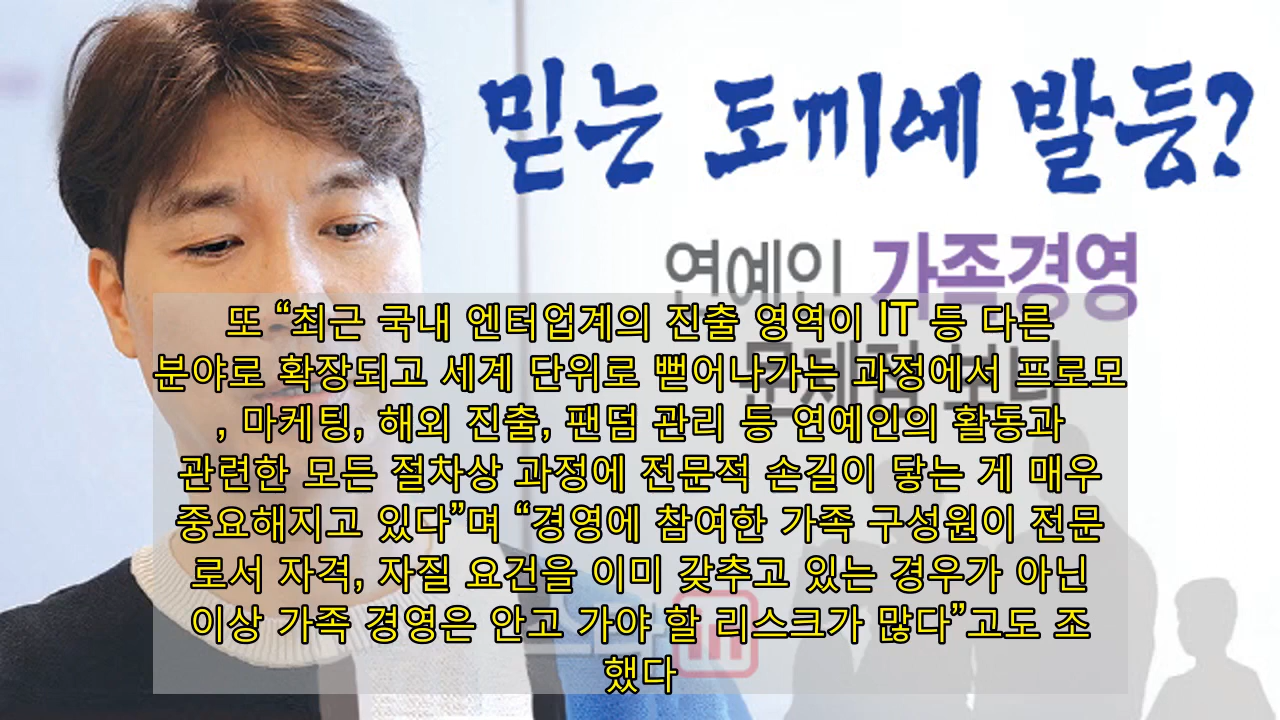 믿는 도끼에 발등?
연예인 가족경영
또 “최근 국내 엔터업계의 진출 영역이 IT 등 다른
분야로 확장되고 세계 단위로 뻗어나가는 과정에서 프로모
, 마케팅, 해외 진출, 팬덤 관리 등 연예인의 활동과
관련한 모든 절차상 과정에 전문적 손길이 닿는 게 매우
중요해지고 있다”며 “경영에 참여한 가족 구성원이 전문
로서 자격, 자질 요건을 이미 갖추고 있는 경우가 아닌
이상 가족 경영은 안고 가야 할 리스크가 많다”고도 조
했다